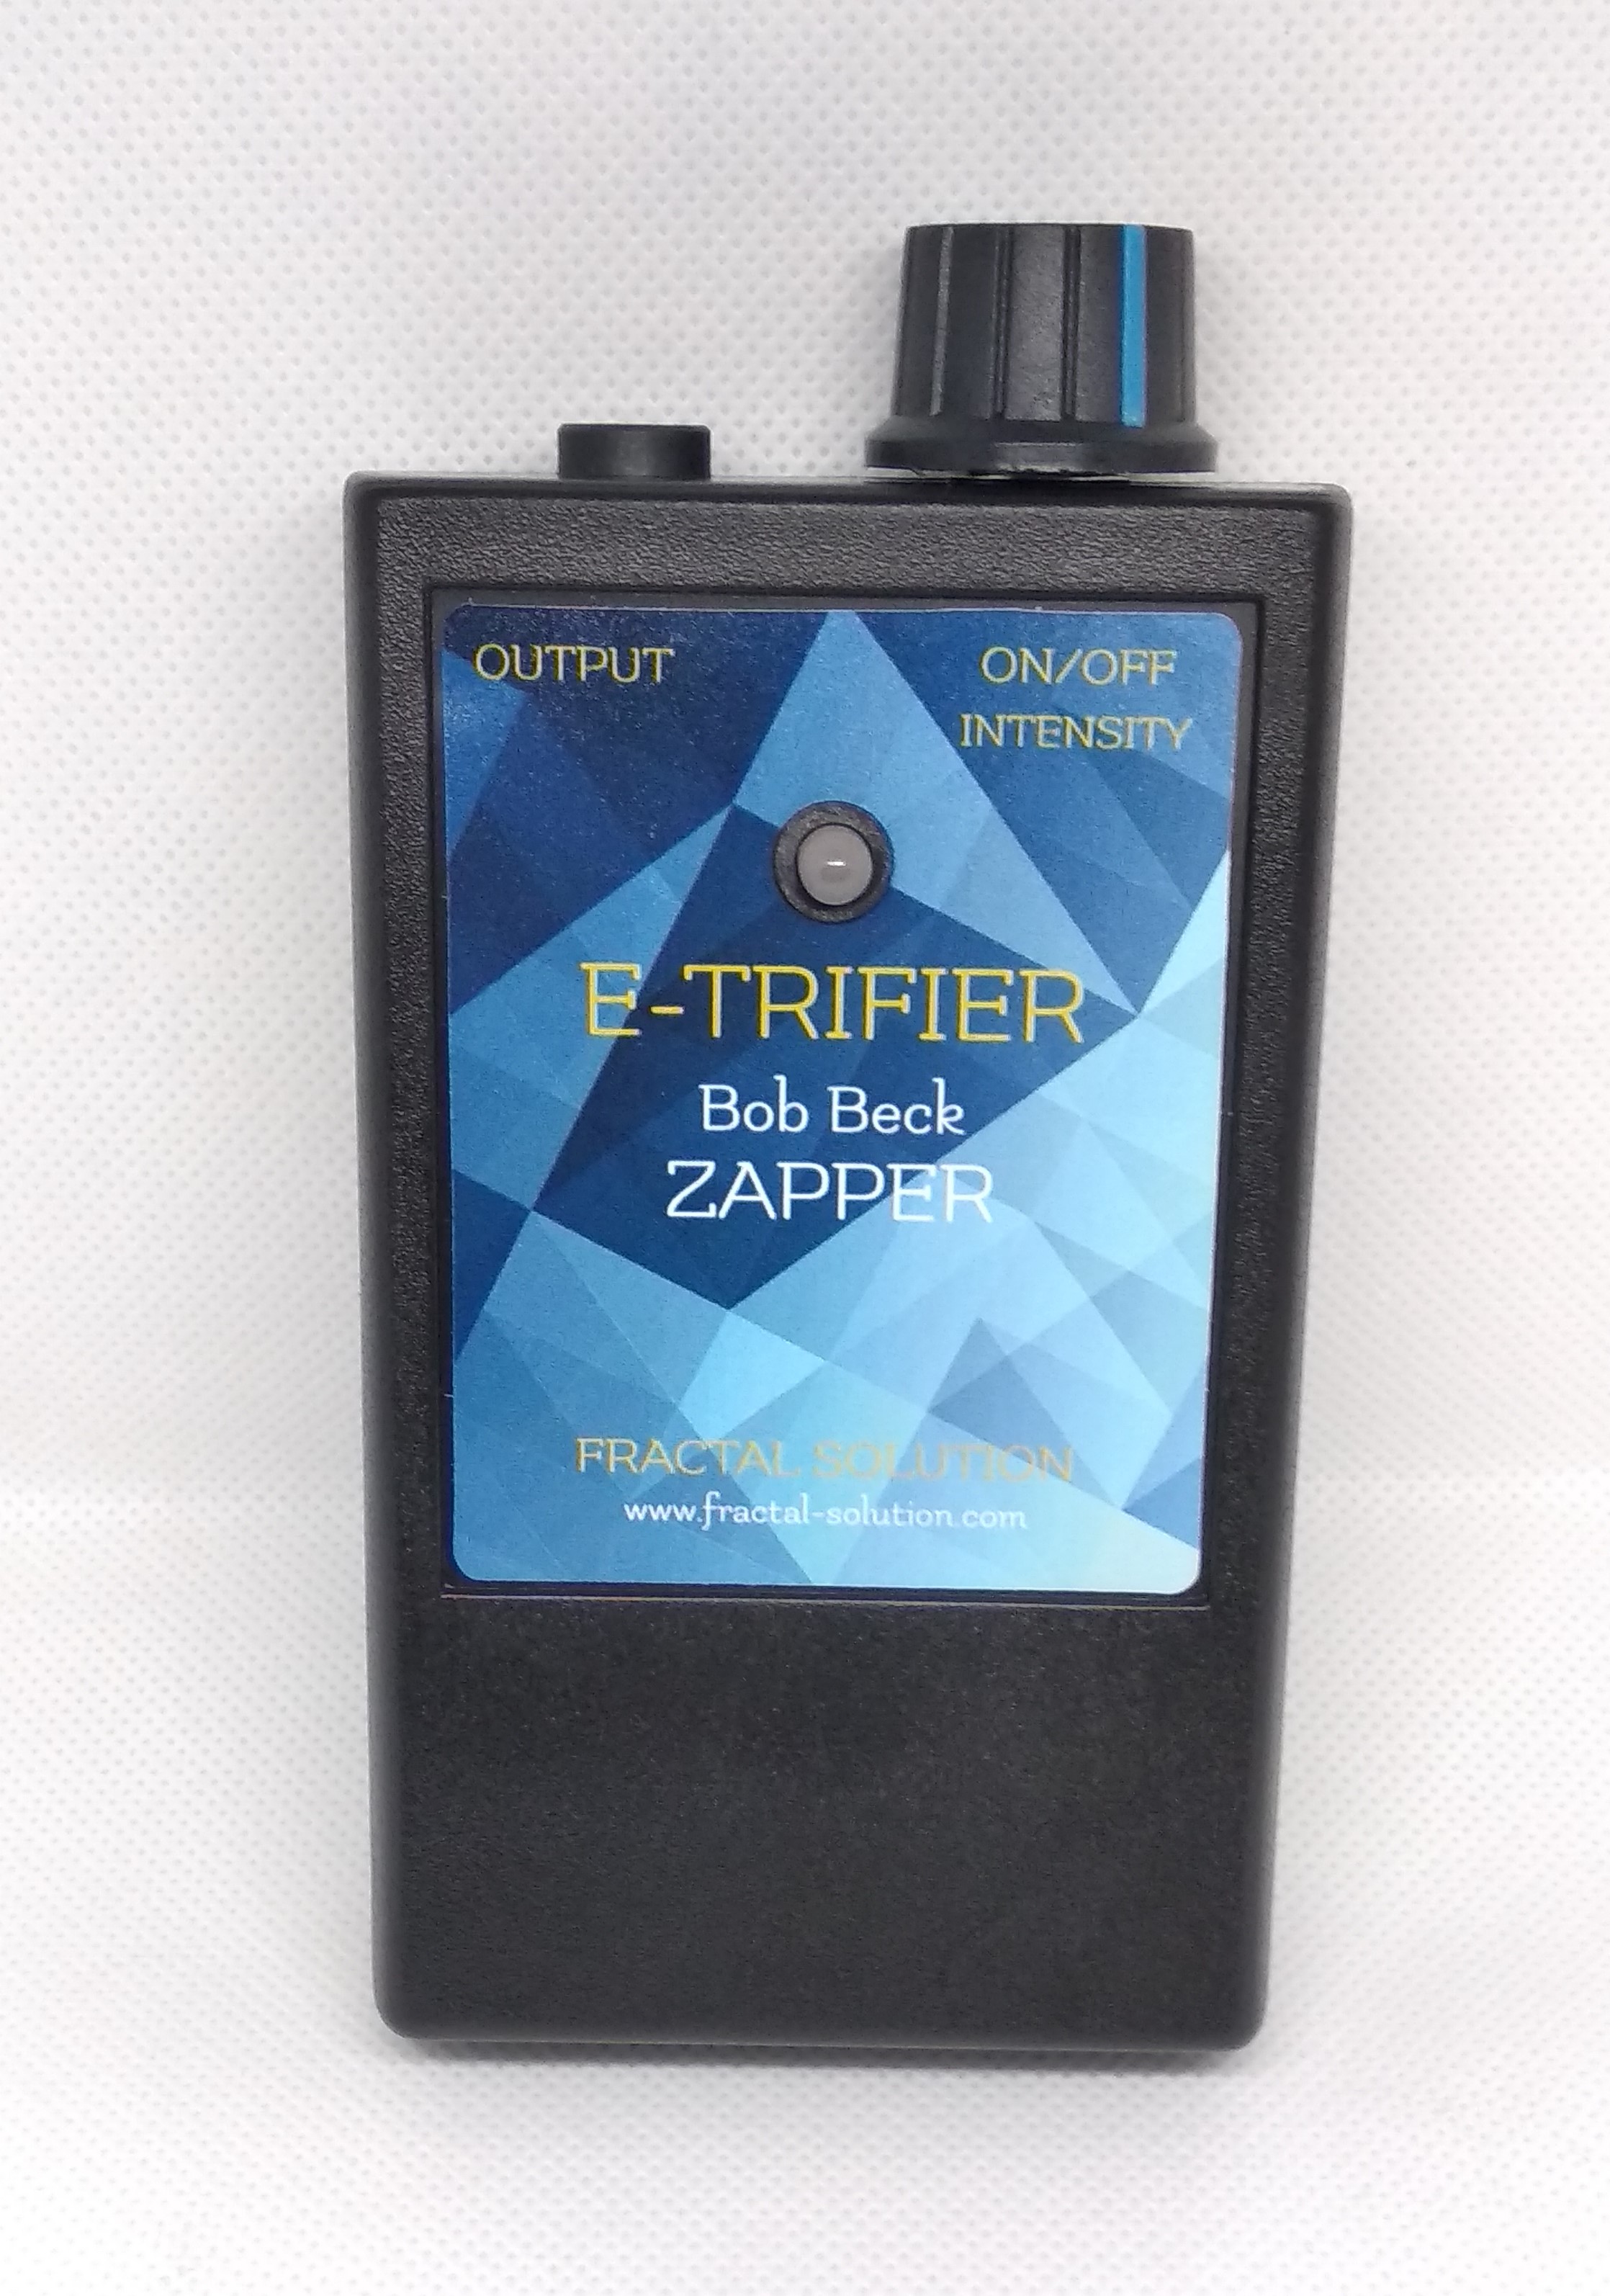 OUTPUT
ON/OFF
INTENSITY
E-TRIFIER
Bob Beck
ZAPPER
FRACTAL SOLUTION
www.fractal-solution.com